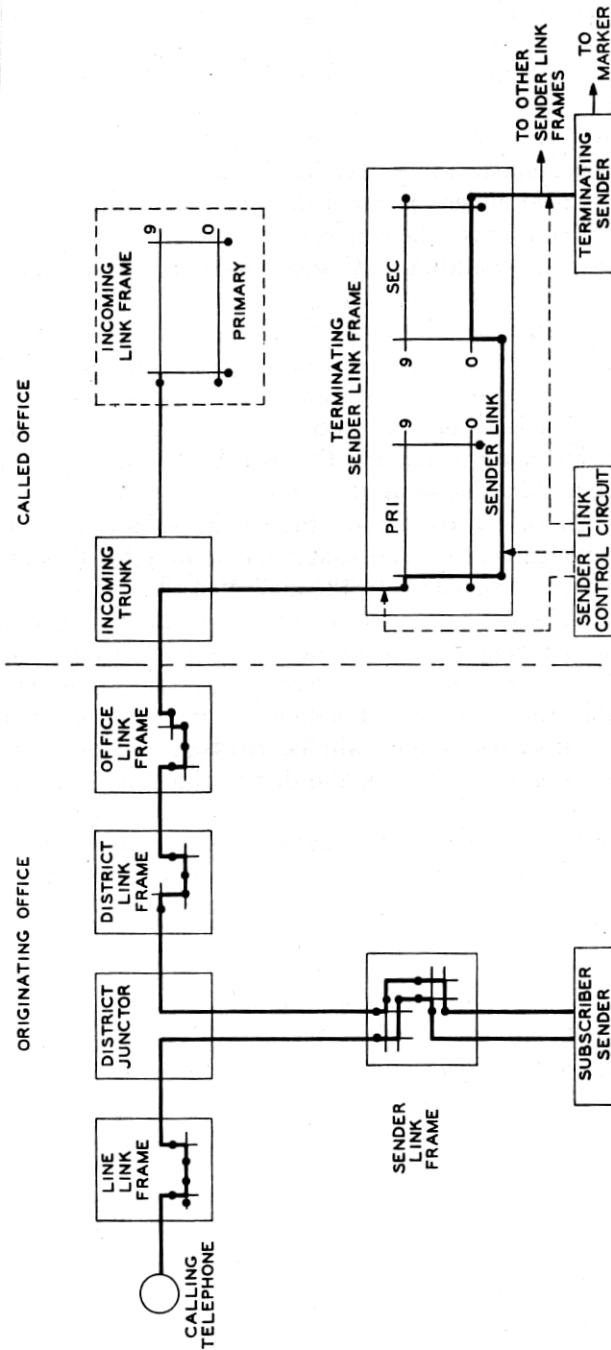 ORIGINATING OFFICE
CALLED OFFICE
CALLING
TELEPHONE
LINE
LINK
FRAME
DISTRICT
JUNCTOR
DISTRICT
LINK
FRAME
OFFICE
LINK
FRAME
INCOMING
TRUNK
INCOMING
LINK FRAME
9
0
PRIMARY
SENDER
LINK
FRAME
SUBSCRIBER
SENDER
TERMINATING
SENDER LINK FRAME
PRI
9
0
SENDER LINK
SEC
9
0
SENDER LINK
CONTROL CIRCUIT
TO OTHER
SENDER LINK
FRAMES
TERMINATING
SENDER
TO
MARKER